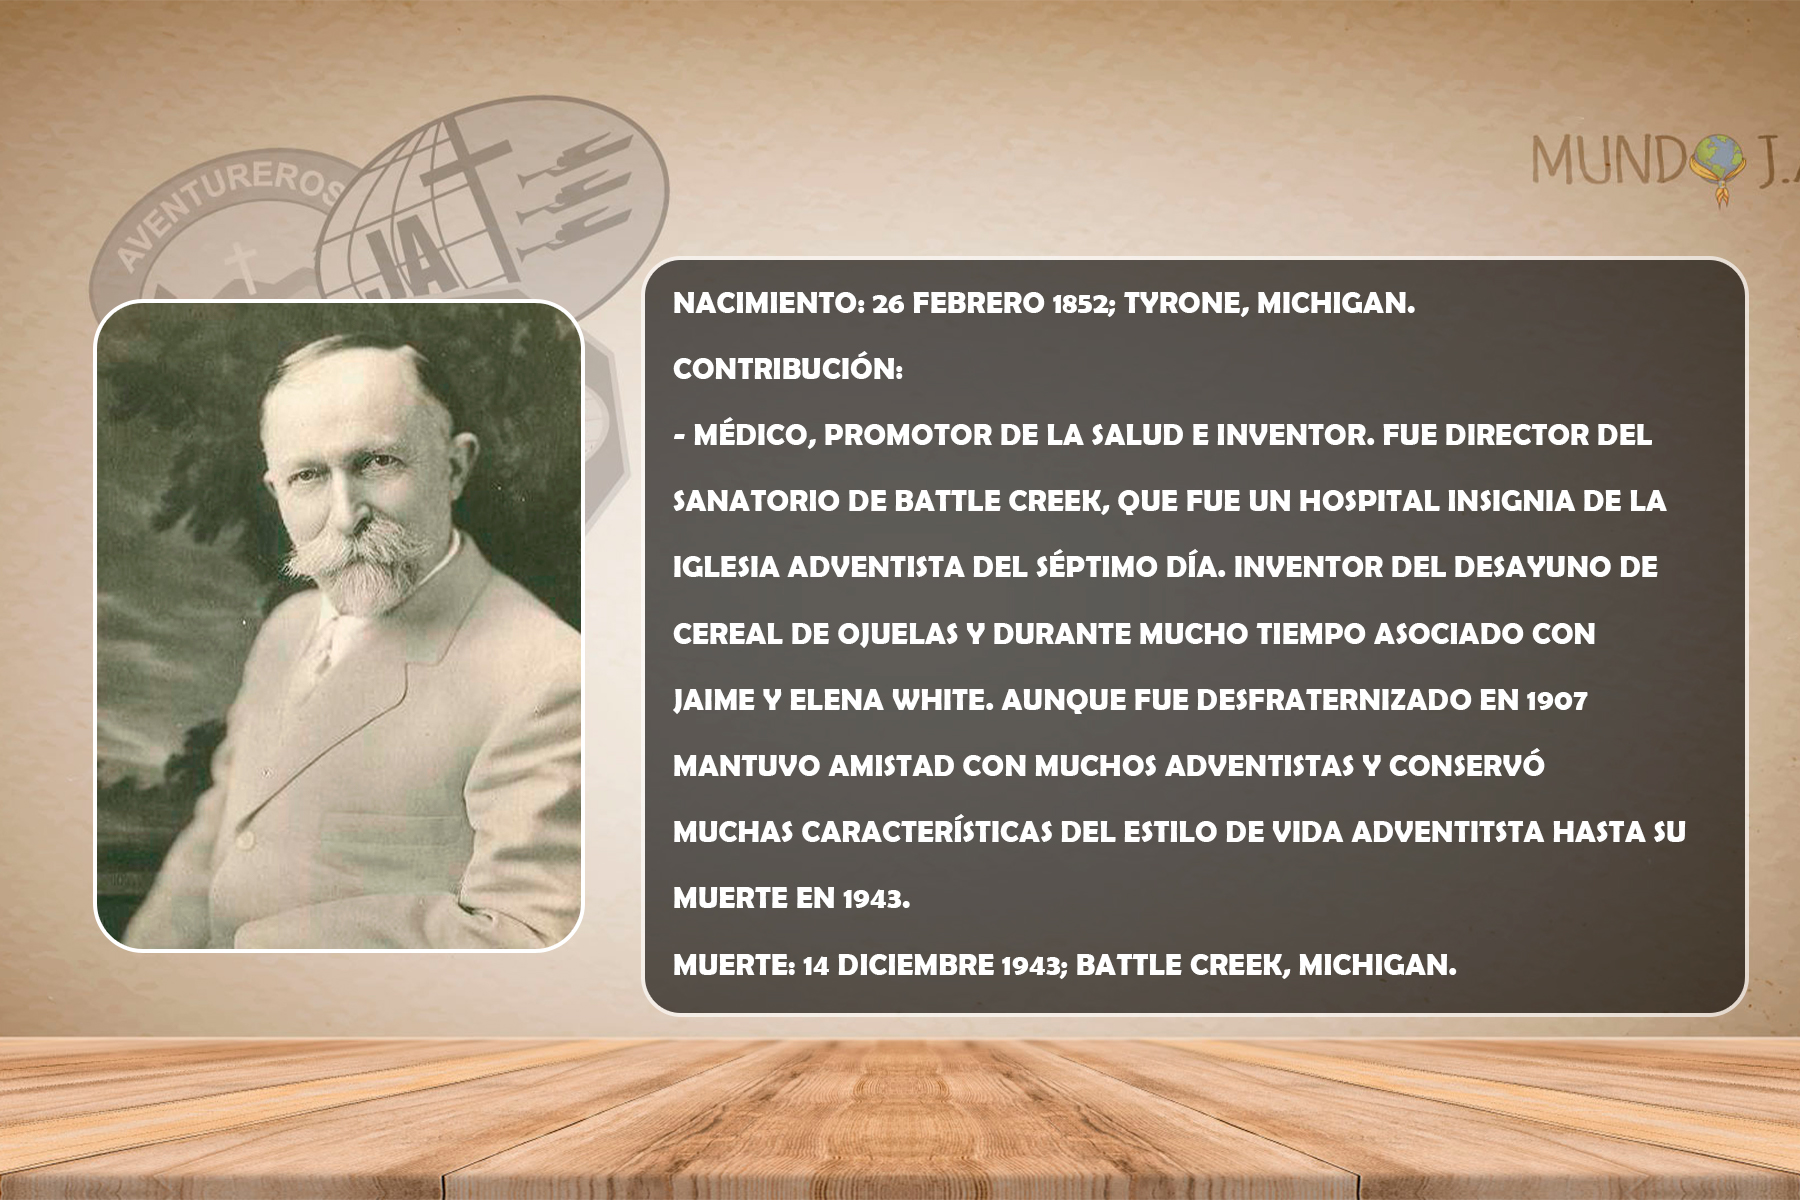 AVENTUREROS
JA
MUNDO J.A
NACIMIENTO: 26 FEBRERO 1852; TYRONE, MICHIGAN.
CONTRIBUCIÓN:
- MÉDICO, PROMOTOR DE LA SALUD E INVENTOR. FUE DIRECTOR DEL
SANATORIO DE BATTLE CREEK, QUE FUE UN HOSPITAL INSIGNIA DE LA
IGLESIA ADVENTISTA DEL SÉPTIMO DÍA. INVENTOR DEL DESAYUNO DE
CEREAL DE OJUELAS Y DURANTE MUCHO TIEMPO ASOCIADO CON
JAIME Y ELENA WHITE. AUNQUE FUE DESFRATERNIZADO EN 1907
MANTUVO AMISTAD CON MUCHOS ADVENTISTAS Y CONSERVÓ
MUCHAS CARACTERÍSTICAS DEL ESTILO DE VIDA ADVENTITSTA HASTA SU
MUERTE EN 1943.
MUERTE: 14 DICIEMBRE 1943; BATTLE CREEK, MICHIGAN.